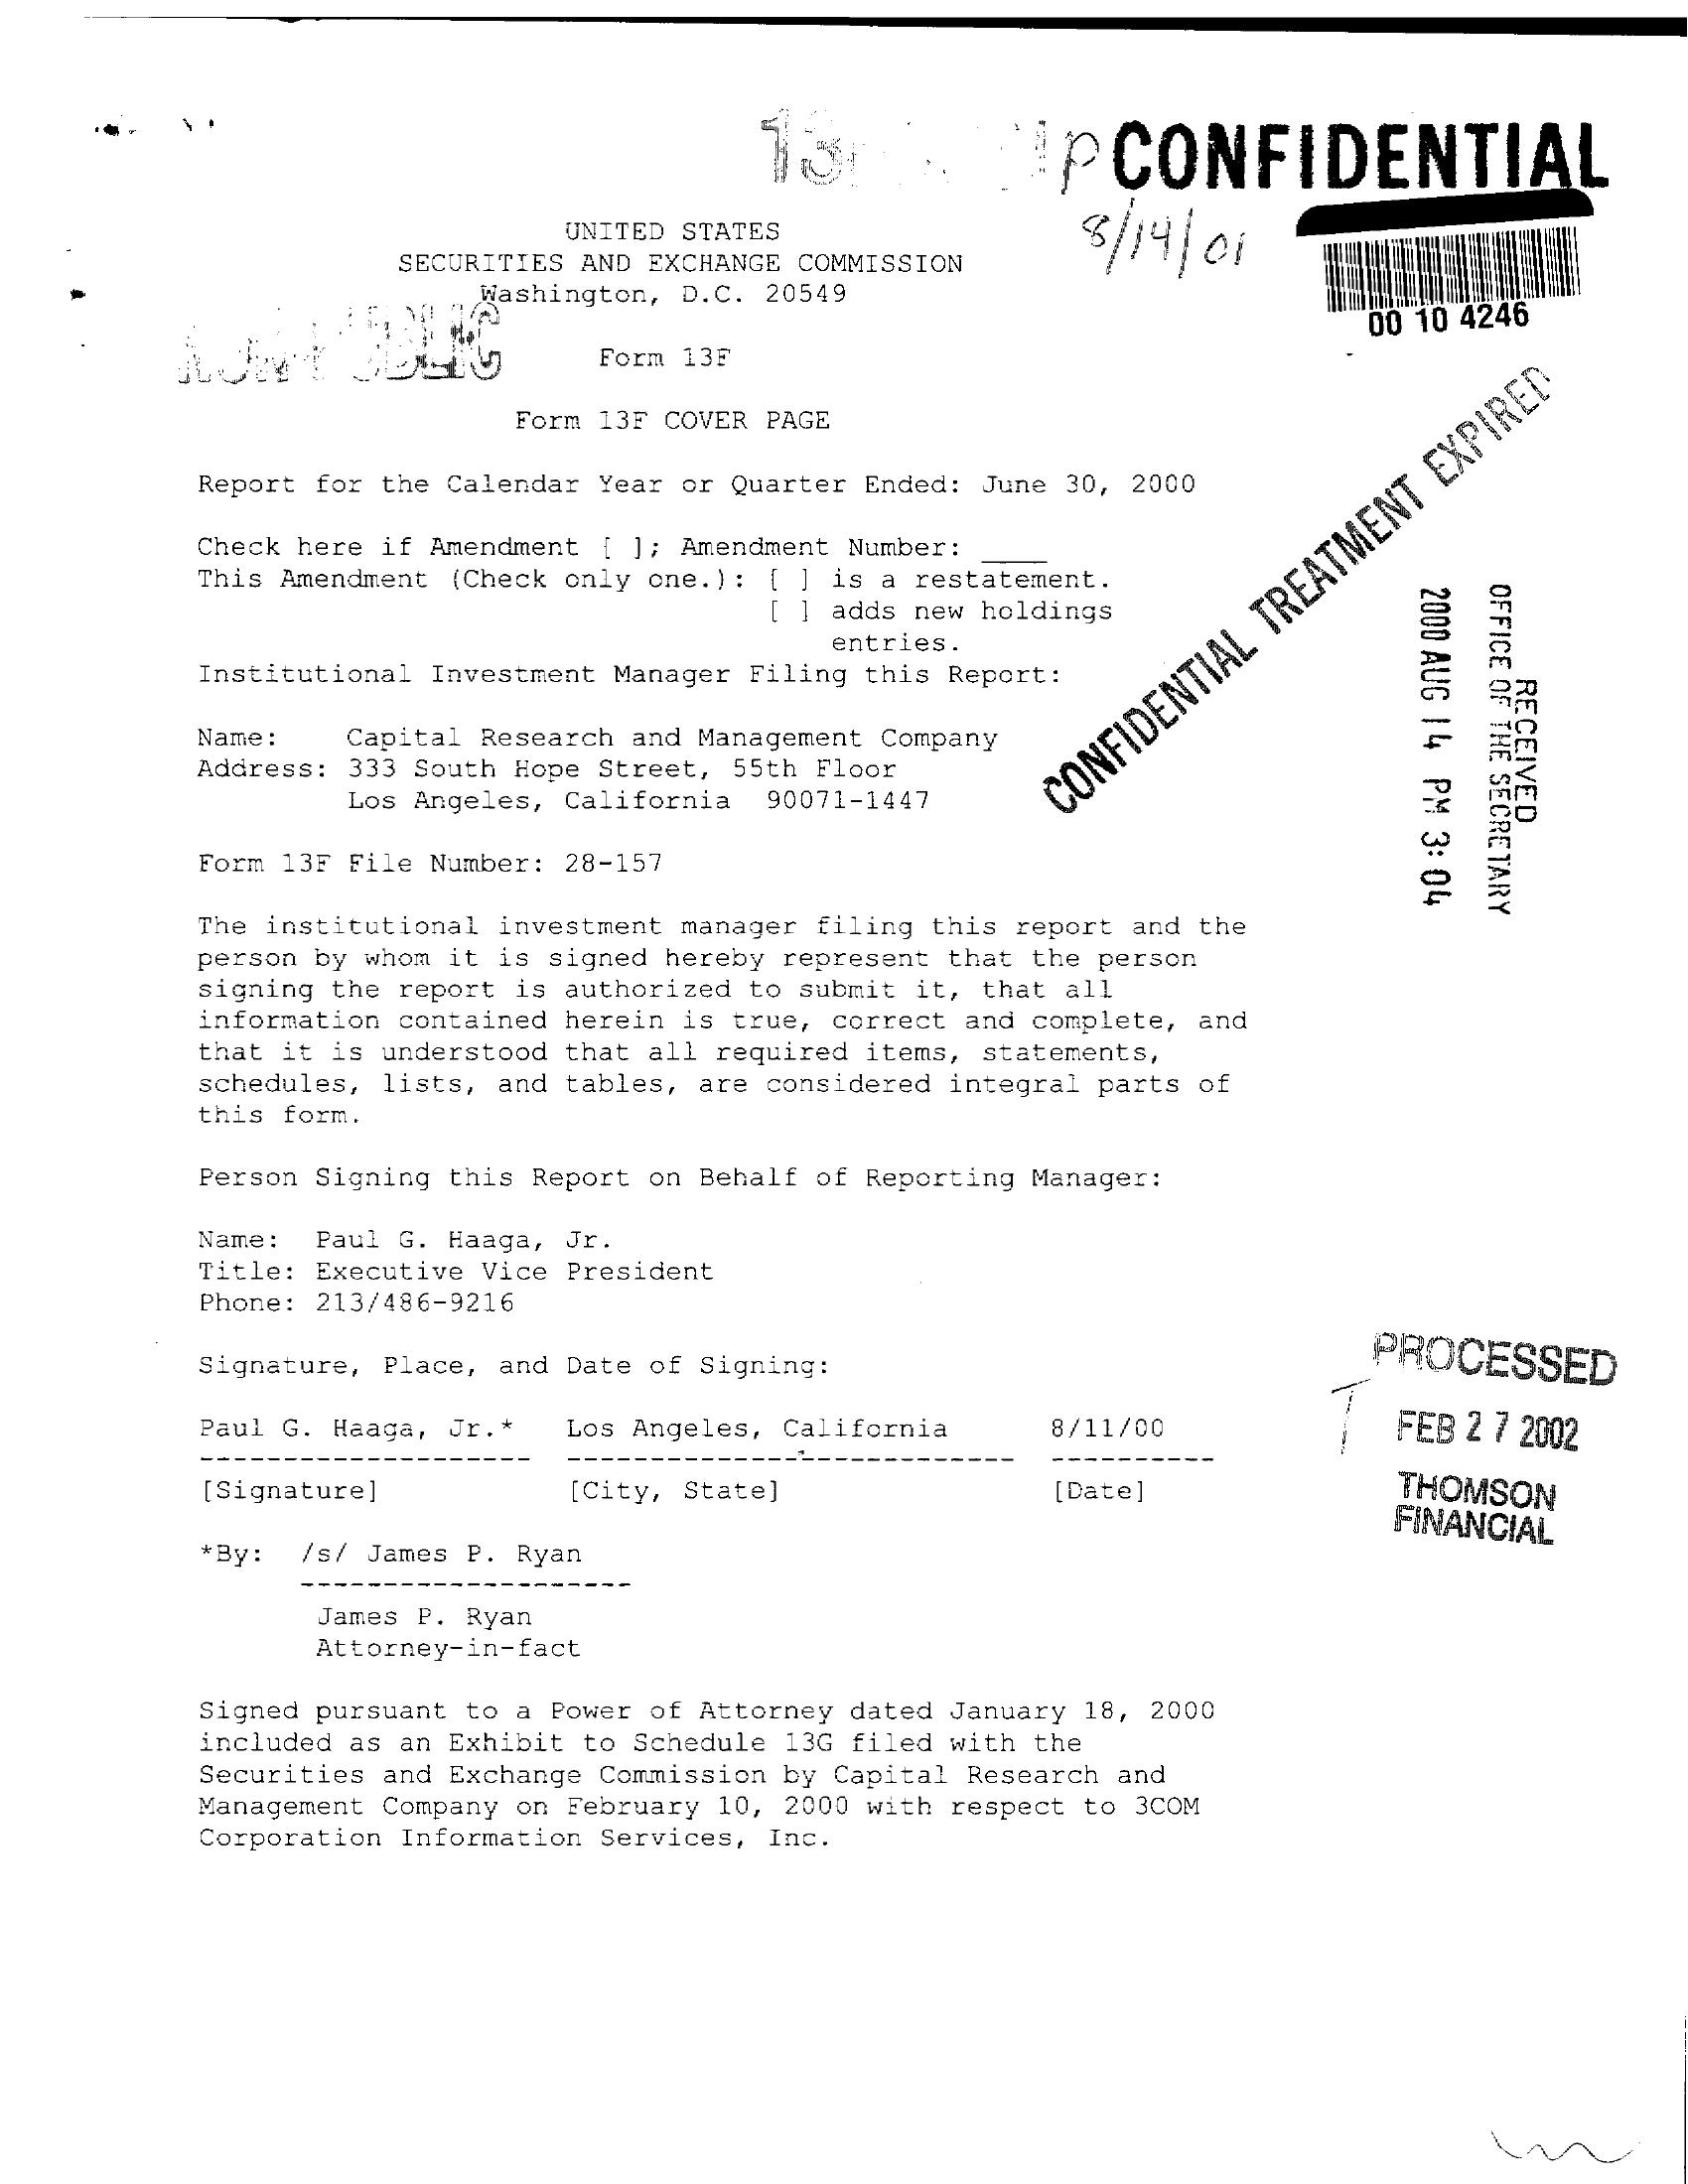 CONFIDENTIAL
8/14/01
00 10 4246
UNITED STATES
SECURITIES AND EXCHANGE COMMISSION
Washington, D.C. 20549
NON-PUBLIC
Form 13F
Form 13F COVER PAGE
CONFIDENTIAL TREATMENT EXPIRED
RECEIVED
OFFICE OF THE SECRETARY
2000 AUG 14 PM 3:04
Report for the Calendar Year or Quarter Ended: June 30, 2000
Check here if Amendment [ ]; Amendment Number: ____
This Amendment (Check only one.): [ ] is a restatement.
[ ] adds new holdings
entries.
Institutional Investment Manager Filing this Report:
Name: Capital Research and Management Company
Address: 333 South Hope Street, 55th Floor
Los Angeles, California 90071-1447
Form 13F File Number: 28-157
The institutional investment manager filing this report and the
person by whom it is signed hereby represent that the person
signing the report is authorized to submit it, that all
information contained herein is true, correct and complete, and
that it is understood that all required items, statements,
schedules, lists, and tables, are considered integral parts of
this form.
Person Signing this Report on Behalf of Reporting Manager:
Name: Paul G. Haaga, Jr.
Title: Executive Vice President
Phone: 213/486-9216
Signature, Place, and Date of Signing:
Paul G. Haaga, Jr.* Los Angeles, California 8/11/00
[Signature] [City, State] [Date]
PROCESSED
FEB 27 2002
THOMSON
FINANCIAL
*By: /s/ James P. Ryan
James P. Ryan
Attorney-in-fact
Signed pursuant to a Power of Attorney dated January 18, 2000
included as an Exhibit to Schedule 13G filed with the
Securities and Exchange Commission by Capital Research and
Management Company on February 10, 2000 with respect to 3COM
Corporation Information Services, Inc.